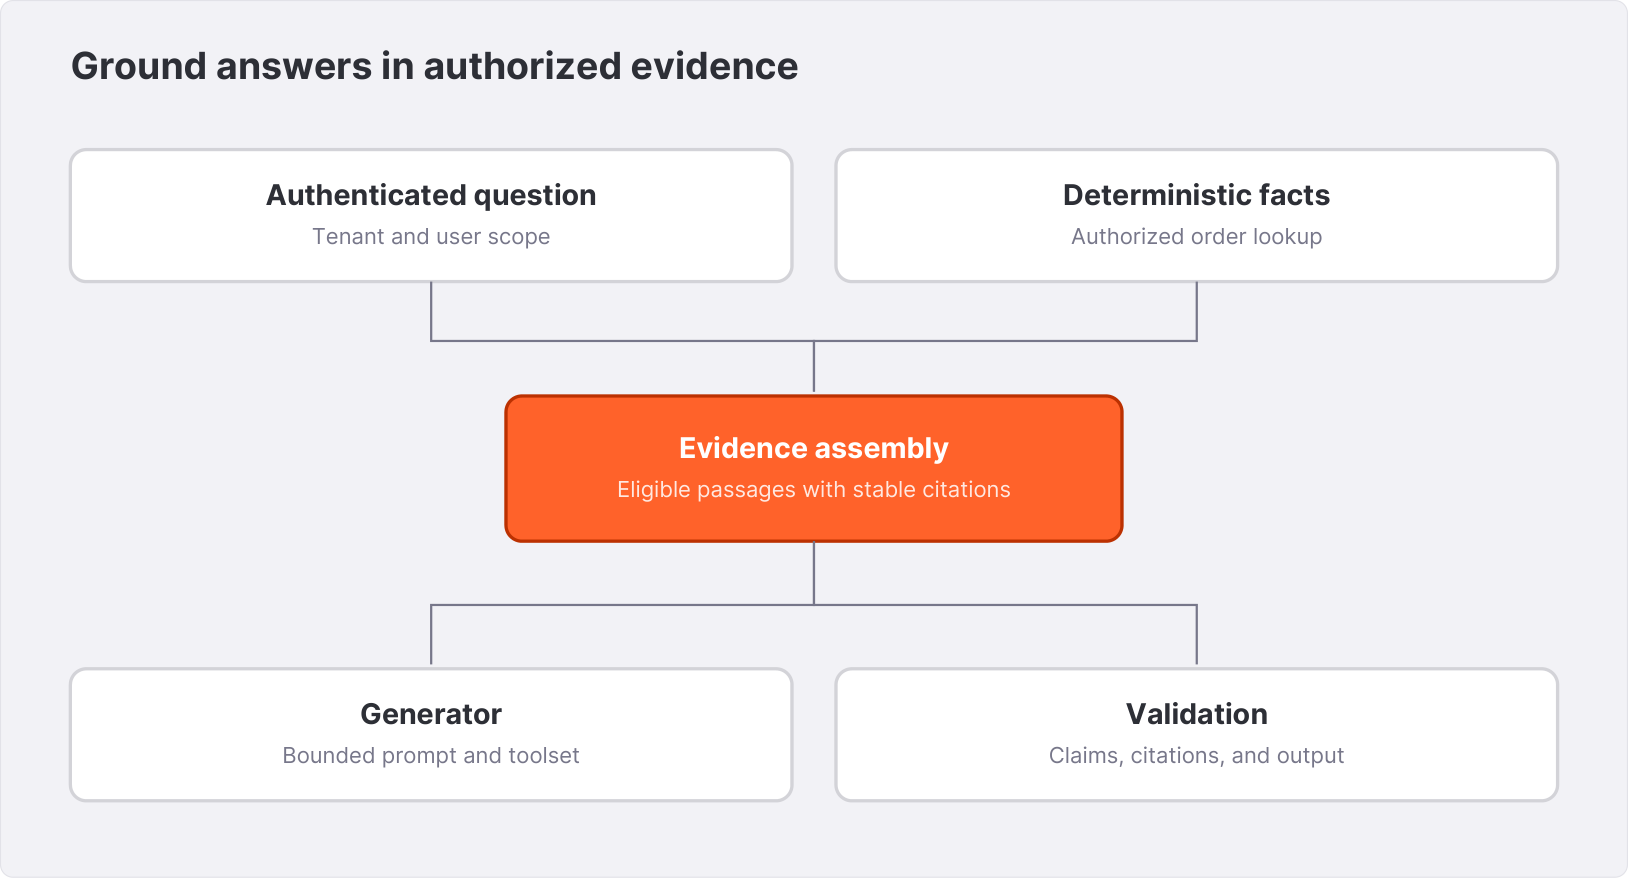 Ground answers in authorized evidence
Authenticated question
Tenant and user scope
Deterministic facts
Authorized order lookup
Evidence assembly
Eligible passages with stable citations
Generator
Bounded prompt and toolset
Validation
Claims, citations, and output